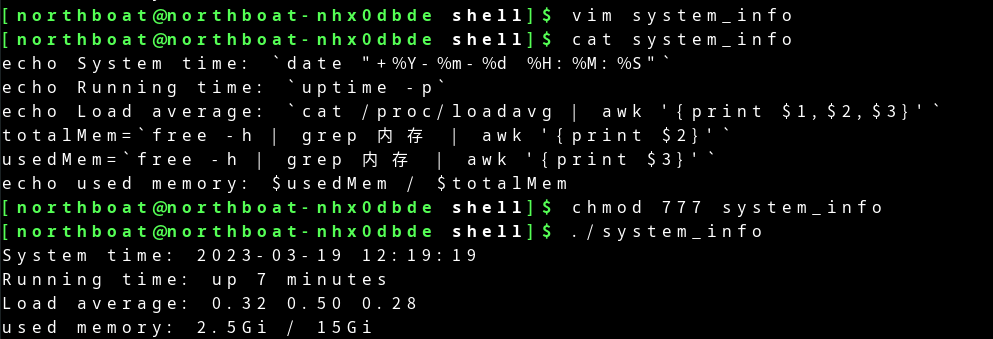 [northboat@northboat-nhx0dbde shell]$ vim system_info
[northboat@northboat-nhx0dbde shell]$ cat system_info
echo System time: `date "+%Y-%m-%d %H:%M:%S"`
echo Running time: `uptime -p`
echo Load average: `cat /proc/loadavg | awk '{print $1,$2,$3}'`
totalMem=`free -h | grep 内存 | awk '{print $2}'`
usedMem=`free -h | grep 内存 | awk '{print $3}'`
echo used memory: $usedMem / $totalMem
[northboat@northboat-nhx0dbde shell]$ chmod 777 system_info
[northboat@northboat-nhx0dbde shell]$ ./system_info
System time: 2023-03-19 12:19:19
Running time: up 7 minutes
Load average: 0.32 0.50 0.28
used memory: 2.5Gi / 15Gi